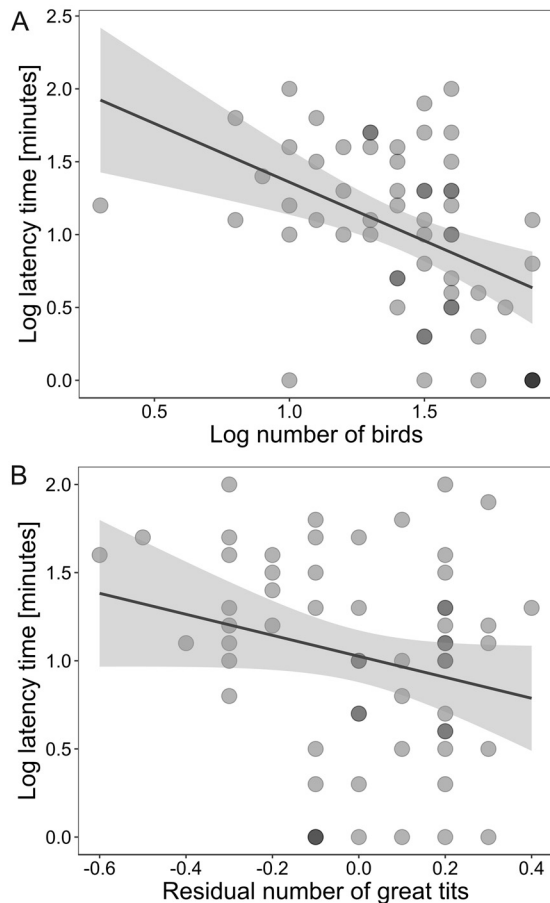 A
2.5
2.0
1.5
1.0
0.5
0.0
Log latency time [minutes]
0.5 1.0 1.5
Log number of birds
B
2.0
1.5
1.0
0.5
0.0
Log latency time [minutes]
-0.6 -0.4 -0.2 0.0 0.2 0.4
Residual number of great tits